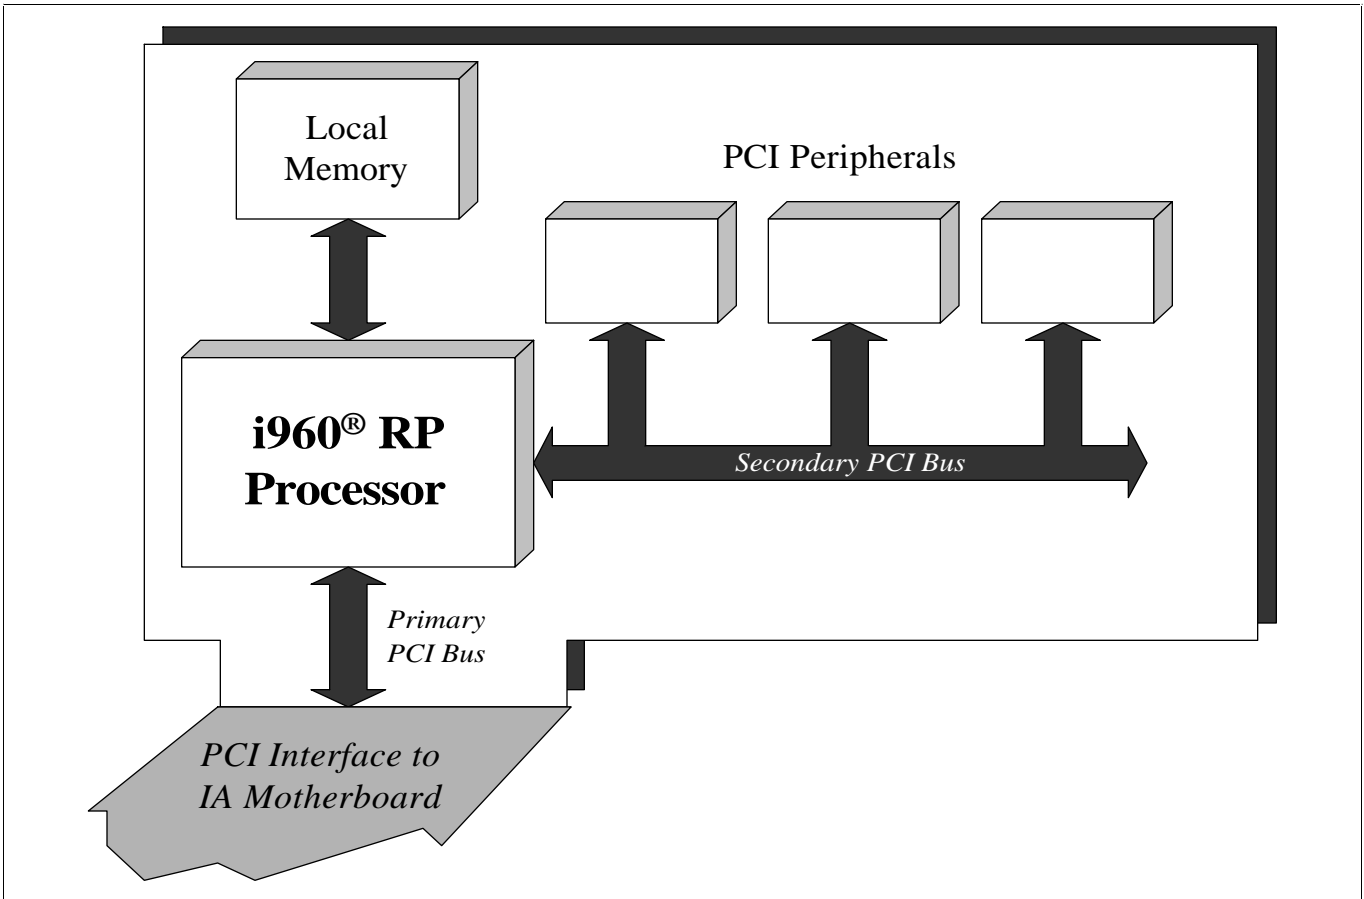 Local
Memory
PCI Peripherals
i960® RP
Processor
Secondary PCI Bus
Primary
PCI Bus
PCI Interface to
IA Motherboard